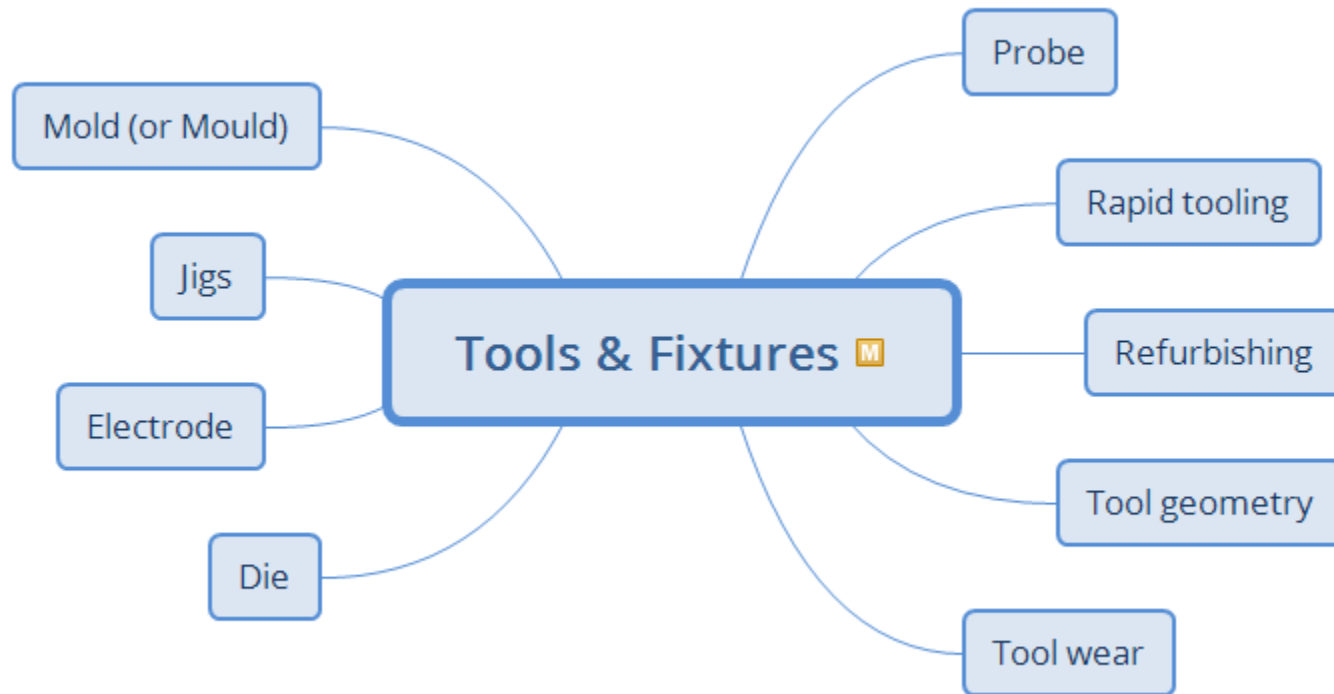 Probe
Mold (or Mould)
Rapid tooling
Jigs
Tools & Fixtures M
Refurbishing
Electrode
Tool geometry
Die
Tool wear